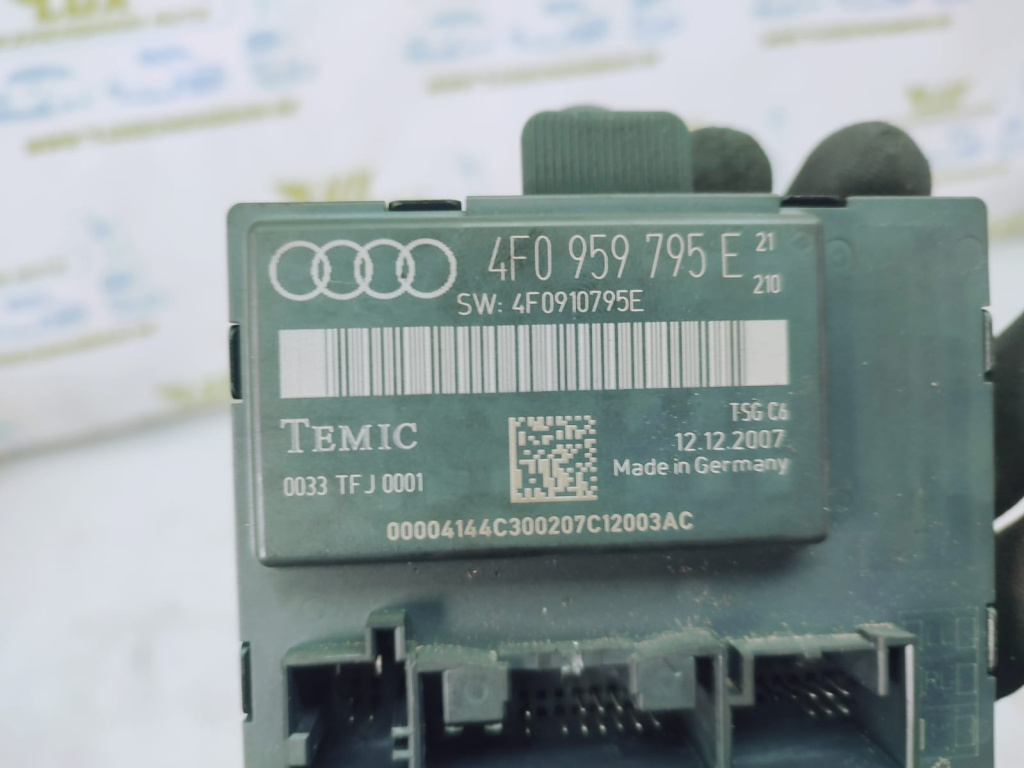 4F0 959 795 E 21
210
SW: 4F0910795E
TEMIC
TSG C6
12.12.2007
0033 TFJ 0001
Made in Germany
00004144C300207C12003AC